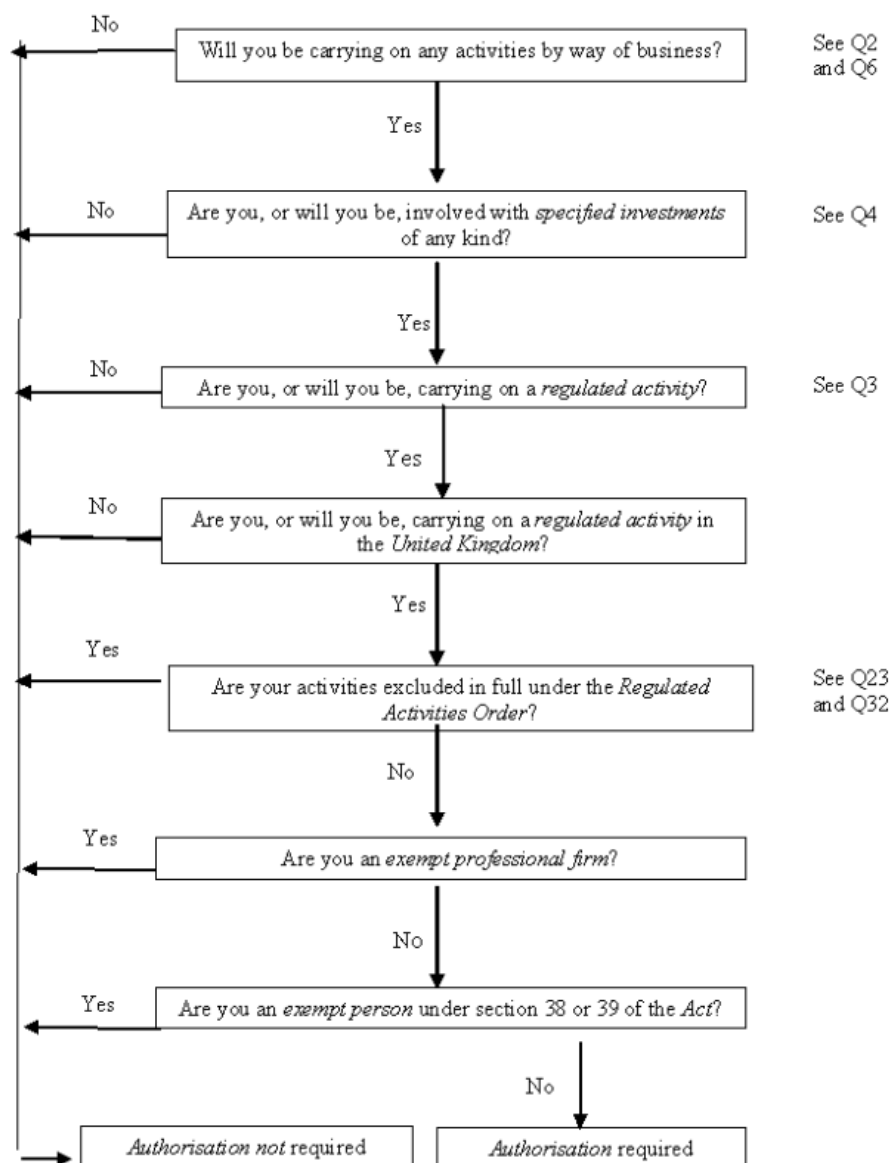 No
Will you be carrying on any activities by way of business?
See Q2
and Q6
Yes
No
Are you, or will you be, involved with specified investments
of any kind?
See Q4
Yes
No
Are you, or will you be, carrying on a regulated activity?
See Q3
Yes
No
Are you, or will you be, carrying on a regulated activity in
the United Kingdom?
Yes
Yes
Are your activities excluded in full under the Regulated
Activities Order?
See Q23
and Q32
No
Yes
Are you an exempt professional firm?
No
Yes
Are you an exempt person under section 38 or 39 of the Act?
No
Authorisation not required
Authorisation required